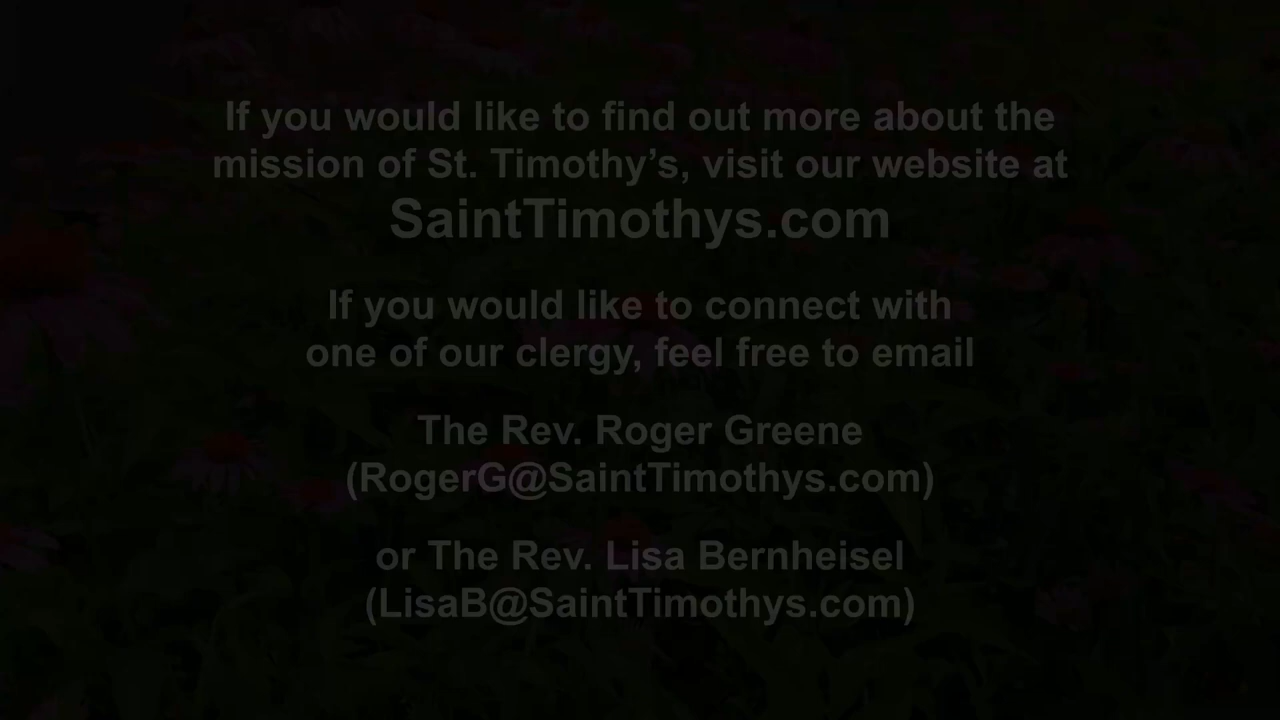 If you would like to find out more about the
mission of St. Timothy’s, visit our website at
SaintTimothys.com
If you would like to connect with
one of our clergy, feel free to email
The Rev. Roger Greene
(RogerG@SaintTimothys.com)
or The Rev. Lisa Bernheisel
(LisaB@SaintTimothys.com)